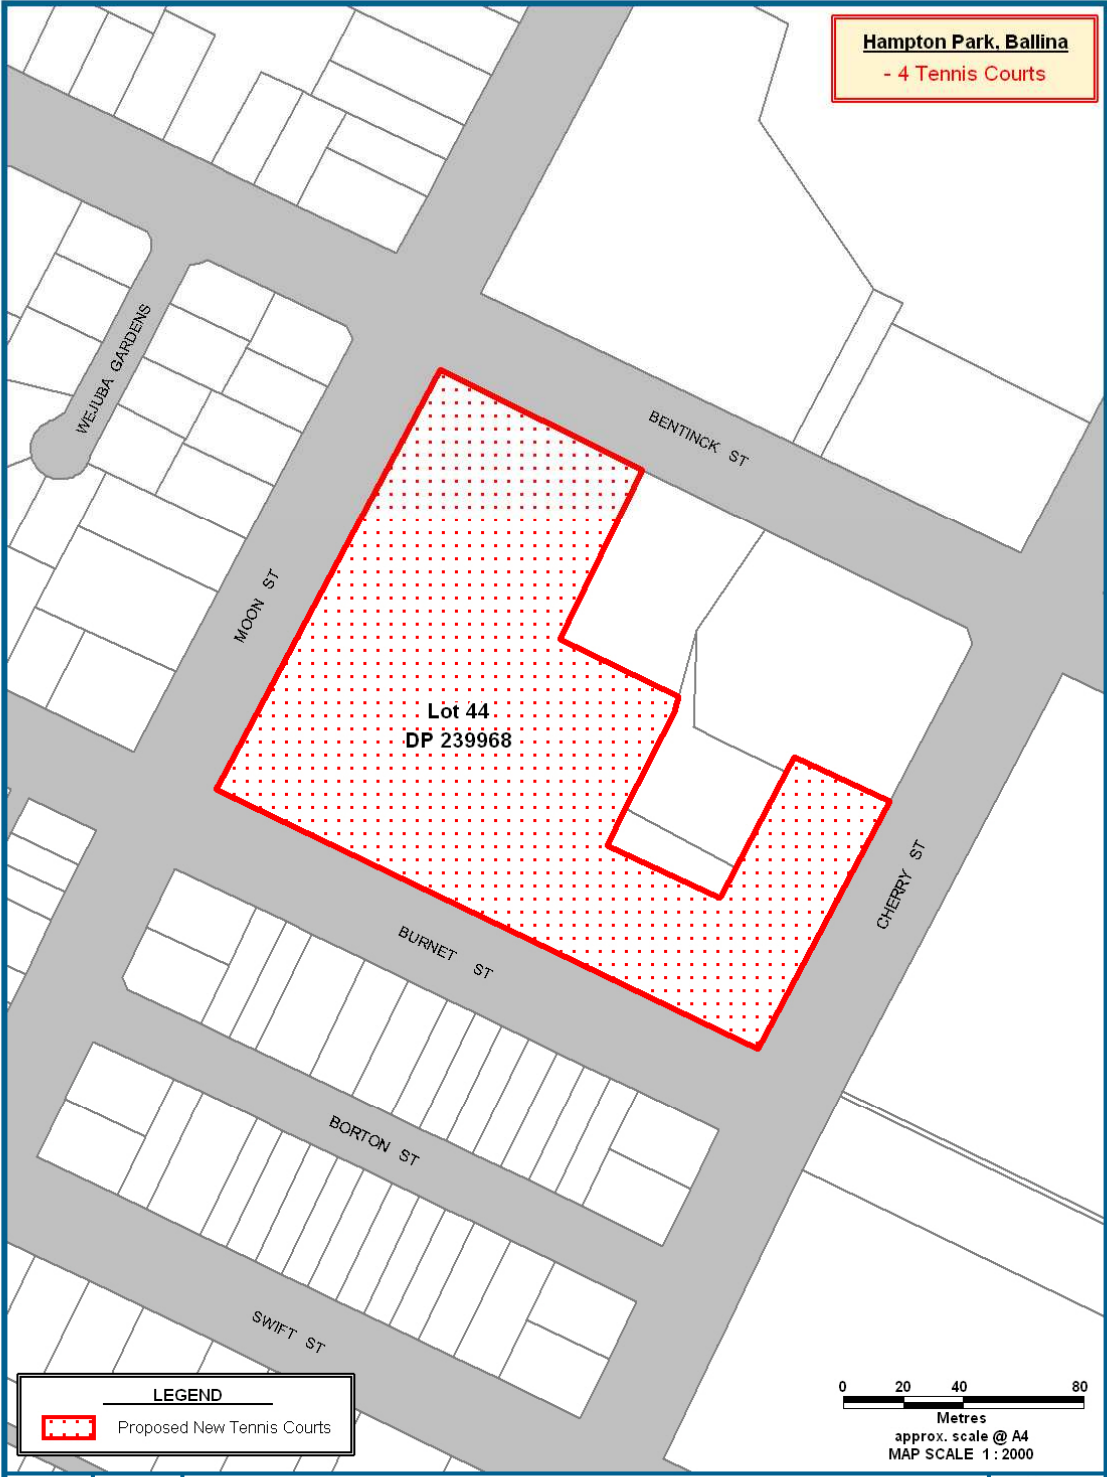 Hampton Park, Ballina
- 4 Tennis Courts
WEJUBA GARDENS
BENTINCK ST
MOON ST
Lot 44
DP 239968
CHERRY ST
BURNET ST
BORTON ST
SWIFT ST
LEGEND
Proposed New Tennis Courts
0 20 40 80
Metres
approx. scale @ A4
MAP SCALE 1 : 2000